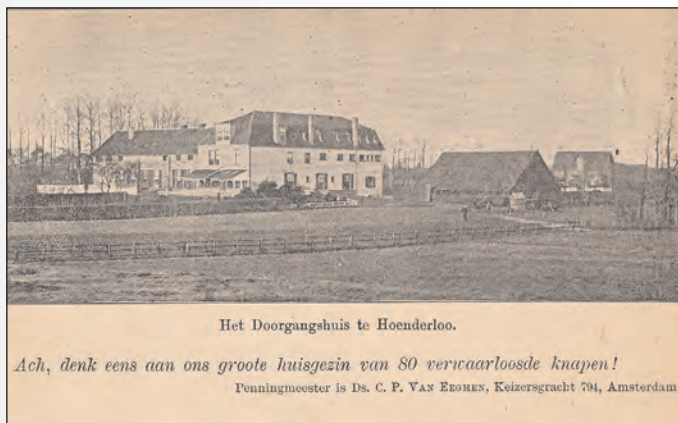 Het Doorgangshuis te Hoenderloo.
Ach, denk eens aan ons groote huisgezin van 80 verwaarloosde knapen!
Penningmeester is Ds. C. P. VAN EEGHEN, Keizersgracht 794, Amsterdam